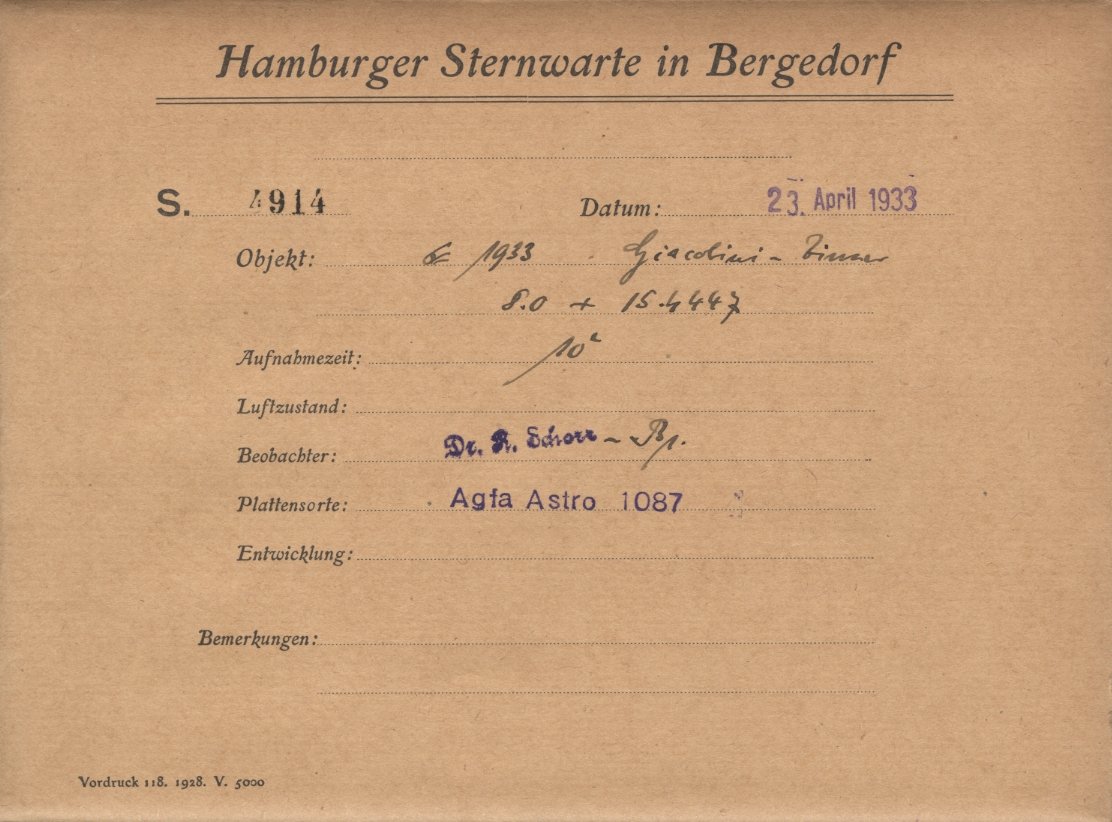 Hamburger Sternwarte in Bergedorf
S. 4914 Datum: 23. April 1933
Objekt: 1933 Giacobini - Zinner
8.0 + 15.4447
Aufnahmezeit: 10
Luftzustand:
Beobachter: Dr. R. Schorr -
Plattensorte: Agfa Astro 1087
Entwicklung:
Bemerkungen:
Vordruck 118. 1928. V. 5000